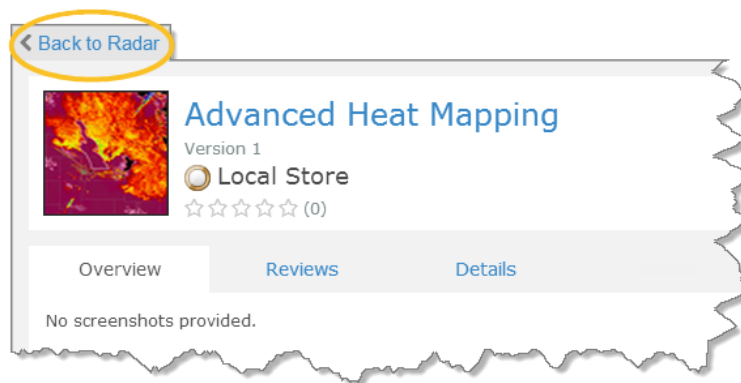 Back to Radar
Advanced Heat Mapping
Version 1
Local Store
(0)
Overview Reviews Details
No screenshots provided.